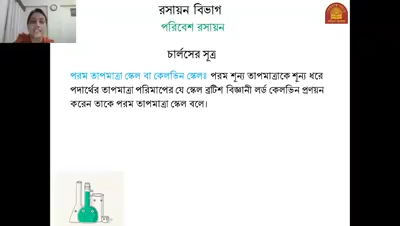 রসায়ন বিভাগ
পরিবেশ রসায়ন
চার্লসের সূত্র
পরম তাপমাত্রা স্কেল বা কেলভিন স্কেলঃ পরম শূন্য তাপমাত্রাকে শূন্য ধরে
পদার্থের তাপমাত্রা পরিমাপের যে স্কেল ব্রটিশ বিজ্ঞানী লর্ড কেলভিন প্রণয়ন
করেন তাকে পরম তাপমাত্রা স্কেল বলে।